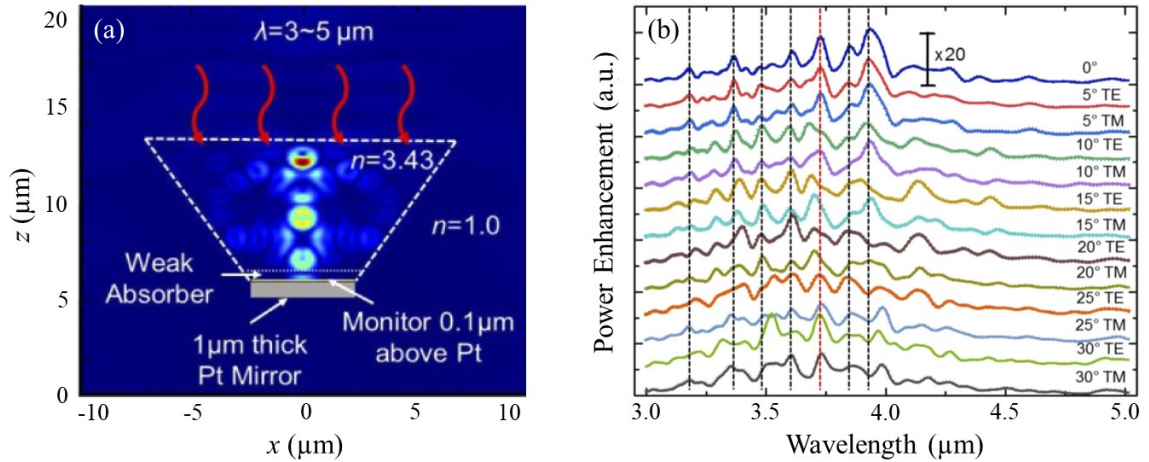 (a)
λ=3~5 μm
n=3.43
n=1.0
Weak
Absorber
Monitor 0.1μm
above Pt
1μm thick
Pt Mirror
z (μm)
20
15
10
5
0
-10
-5
0
5
10
x (μm)
(b)
x20
0°
5° TE
5° TM
10° TE
10° TM
15° TE
15° TM
20° TE
20° TM
25° TE
25° TM
30° TE
30° TM
Power Enhancement (a.u.)
3.0
3.5
4.0
4.5
5.0
Wavelength (μm)